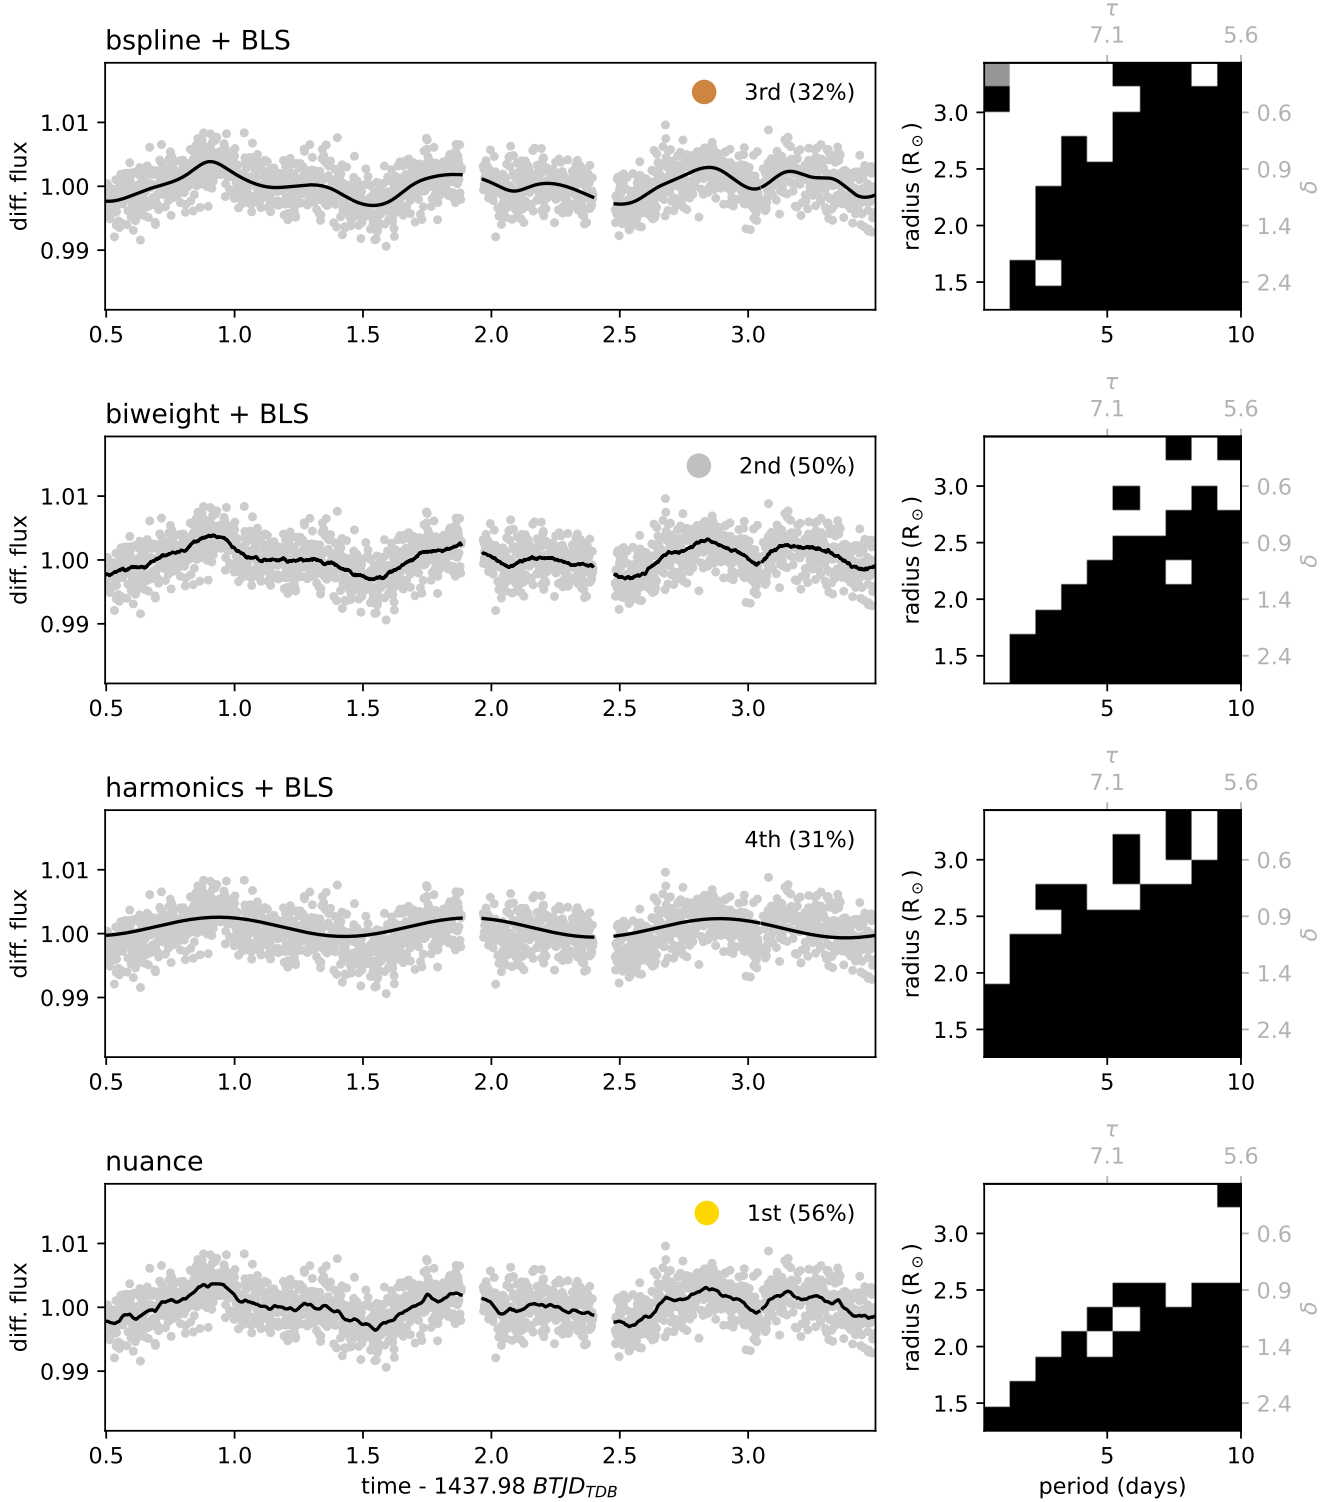 bspline + BLS
3rd (32%)
diff. flux
1.01
1.00
0.99
0.5 1.0 1.5 2.0 2.5 3.0
τ
7.1 5.6
radius (R⊙)
3.0
2.5
2.0
1.5
0.6
0.9
1.4
2.4
δ
5 10
biweight + BLS
2nd (50%)
diff. flux
1.01
1.00
0.99
0.5 1.0 1.5 2.0 2.5 3.0
τ
7.1 5.6
radius (R⊙)
3.0
2.5
2.0
1.5
0.6
0.9
1.4
2.4
δ
5 10
harmonics + BLS
4th (31%)
diff. flux
1.01
1.00
0.99
0.5 1.0 1.5 2.0 2.5 3.0
τ
7.1 5.6
radius (R⊙)
3.0
2.5
2.0
1.5
0.6
0.9
1.4
2.4
δ
5 10
nuance
1st (56%)
diff. flux
1.01
1.00
0.99
0.5 1.0 1.5 2.0 2.5 3.0
time - 1437.98 BTJD_TDB
τ
7.1 5.6
radius (R⊙)
3.0
2.5
2.0
1.5
0.6
0.9
1.4
2.4
δ
5 10
period (days)